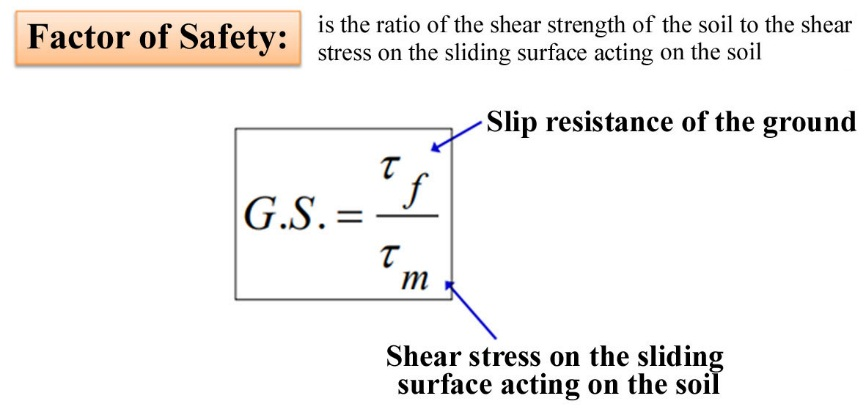 Factor of Safety:
is the ratio of the shear strength of the soil to the shear
stress on the sliding surface acting on the soil
Slip resistance of the ground
G.S. = τ_f / τ_m
Shear stress on the sliding
surface acting on the soil